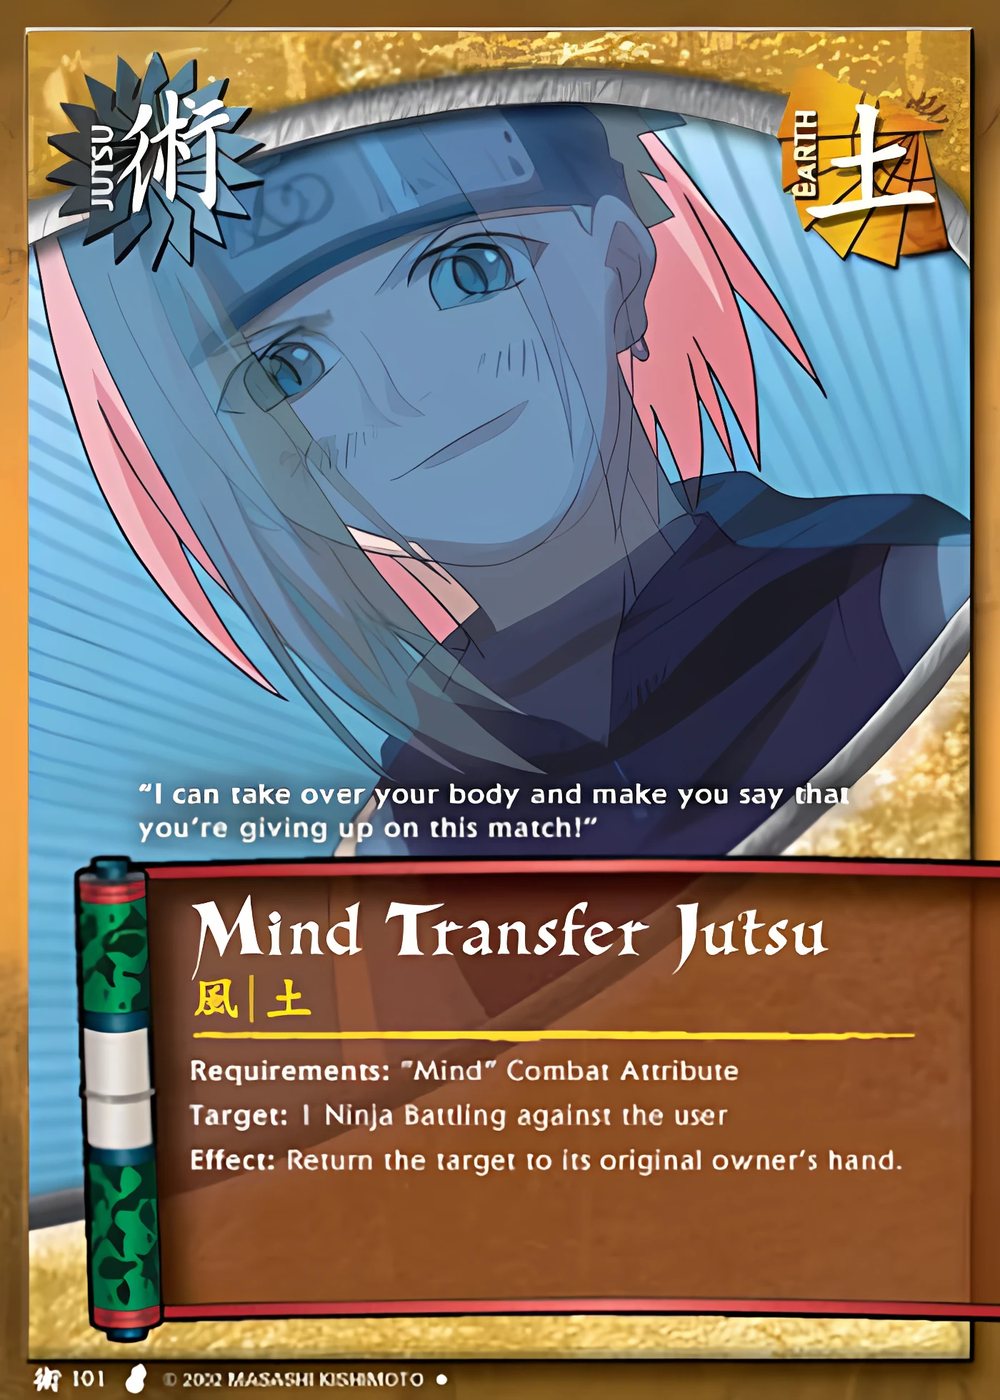 JUTSU 術
EARTH 土
"I can take over your body and make you say that
you're giving up on this match!"
Mind Transfer Jutsu
風|土
Requirements: "Mind" Combat Attribute
Target: 1 Ninja Battling against the user
Effect: Return the target to its original owner's hand.
術 101 © 2002 MASASHI KISHIMOTO